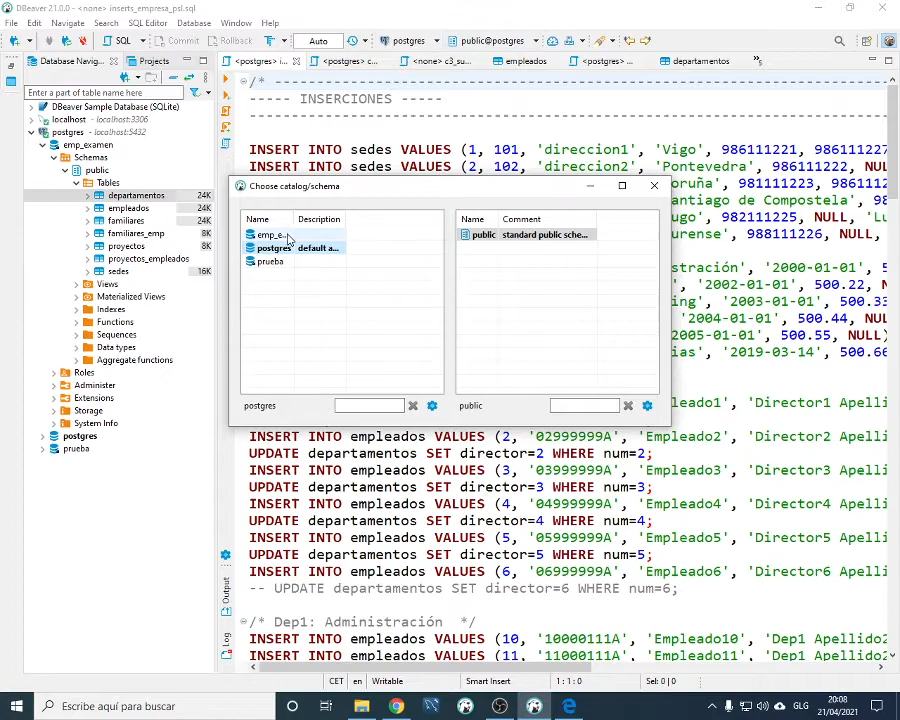 DBeaver 21.0.0 - <none> inserts_empresa_psl.sql
File Edit Navigate Search SQL Editor Database Window Help
SQL Commit Rollback Auto postgres public@postgres
Database Navig... Projects <postgres> i... <postgres> c... <none> c3_su... empleados <postgres> ... departamentos
Enter a part of table name here
DBeaver Sample Database (SQLite)
localhost - localhost:3306
postgres - localhost:5432
emp_examen
Schemas
public
Tables
departamentos 24K
empleados 24K
familiares 24K
familiares_emp 8K
proyectos 8K
proyectos_empleados
sedes 16K
Views
Materialized Views
Indexes
Functions
Sequences
Data types
Aggregate functions
Roles
Administer
Extensions
Storage
System Info
postgres
prueba
/* ----------------------------------------
----- INSERCIONES -----
INSERT INTO sedes VALUES (1, 101, 'direccion1', 'Vigo', 986111221, 986111227
INSERT INTO sedes VALUES (2, 102, 'direccion2', 'Pontevedra', 986111222, NUL
oruña', 981111223, 98111
Santiago de Compostela', 98
ugo', 982111225, NULL, 'Lu
urense', 988111226, NULL,
stración', '2000-01-01', 5
, '2002-01-01', 500.22, NU
ing', '2003-01-01', 500.33
'2004-01-01', 500.44, NUL
2005-01-01', 500.55, NULL)
ias', '2019-03-14', 500.66
Choose catalog/schema
Name Description
emp_e...
postgres default a...
prueba
postgres
Name Comment
public standard public sche...
public
leado1', 'Director1 Apelli
INSERT INTO empleados VALUES (2, '02999999A', 'Empleado2', 'Director2 Apelli
UPDATE departamentos SET director=2 WHERE num=2;
INSERT INTO empleados VALUES (3, '03999999A', 'Empleado3', 'Director3 Apelli
UPDATE departamentos SET director=3 WHERE num=3;
INSERT INTO empleados VALUES (4, '04999999A', 'Empleado4', 'Director4 Apelli
UPDATE departamentos SET director=4 WHERE num=4;
INSERT INTO empleados VALUES (5, '05999999A', 'Empleado5', 'Director5 Apelli
UPDATE departamentos SET director=5 WHERE num=5;
INSERT INTO empleados VALUES (6, '06999999A', 'Empleado6', 'Director6 Apelli
-- UPDATE departamentos SET director=6 WHERE num=6;
/* Dep1: Administración */
INSERT INTO empleados VALUES (10, '10000111A', 'Empleado10', 'Dep1 Apellido2
INSERT INTO empleados VALUES (11, '11000111A', 'Empleado11', 'Dep1 Apellido
Output
Log
CET en Writable Smart Insert 1 : 1 : 0 Sel: 0 | 0
Escribe aquí para buscar
GLG
20:08
21/04/2021